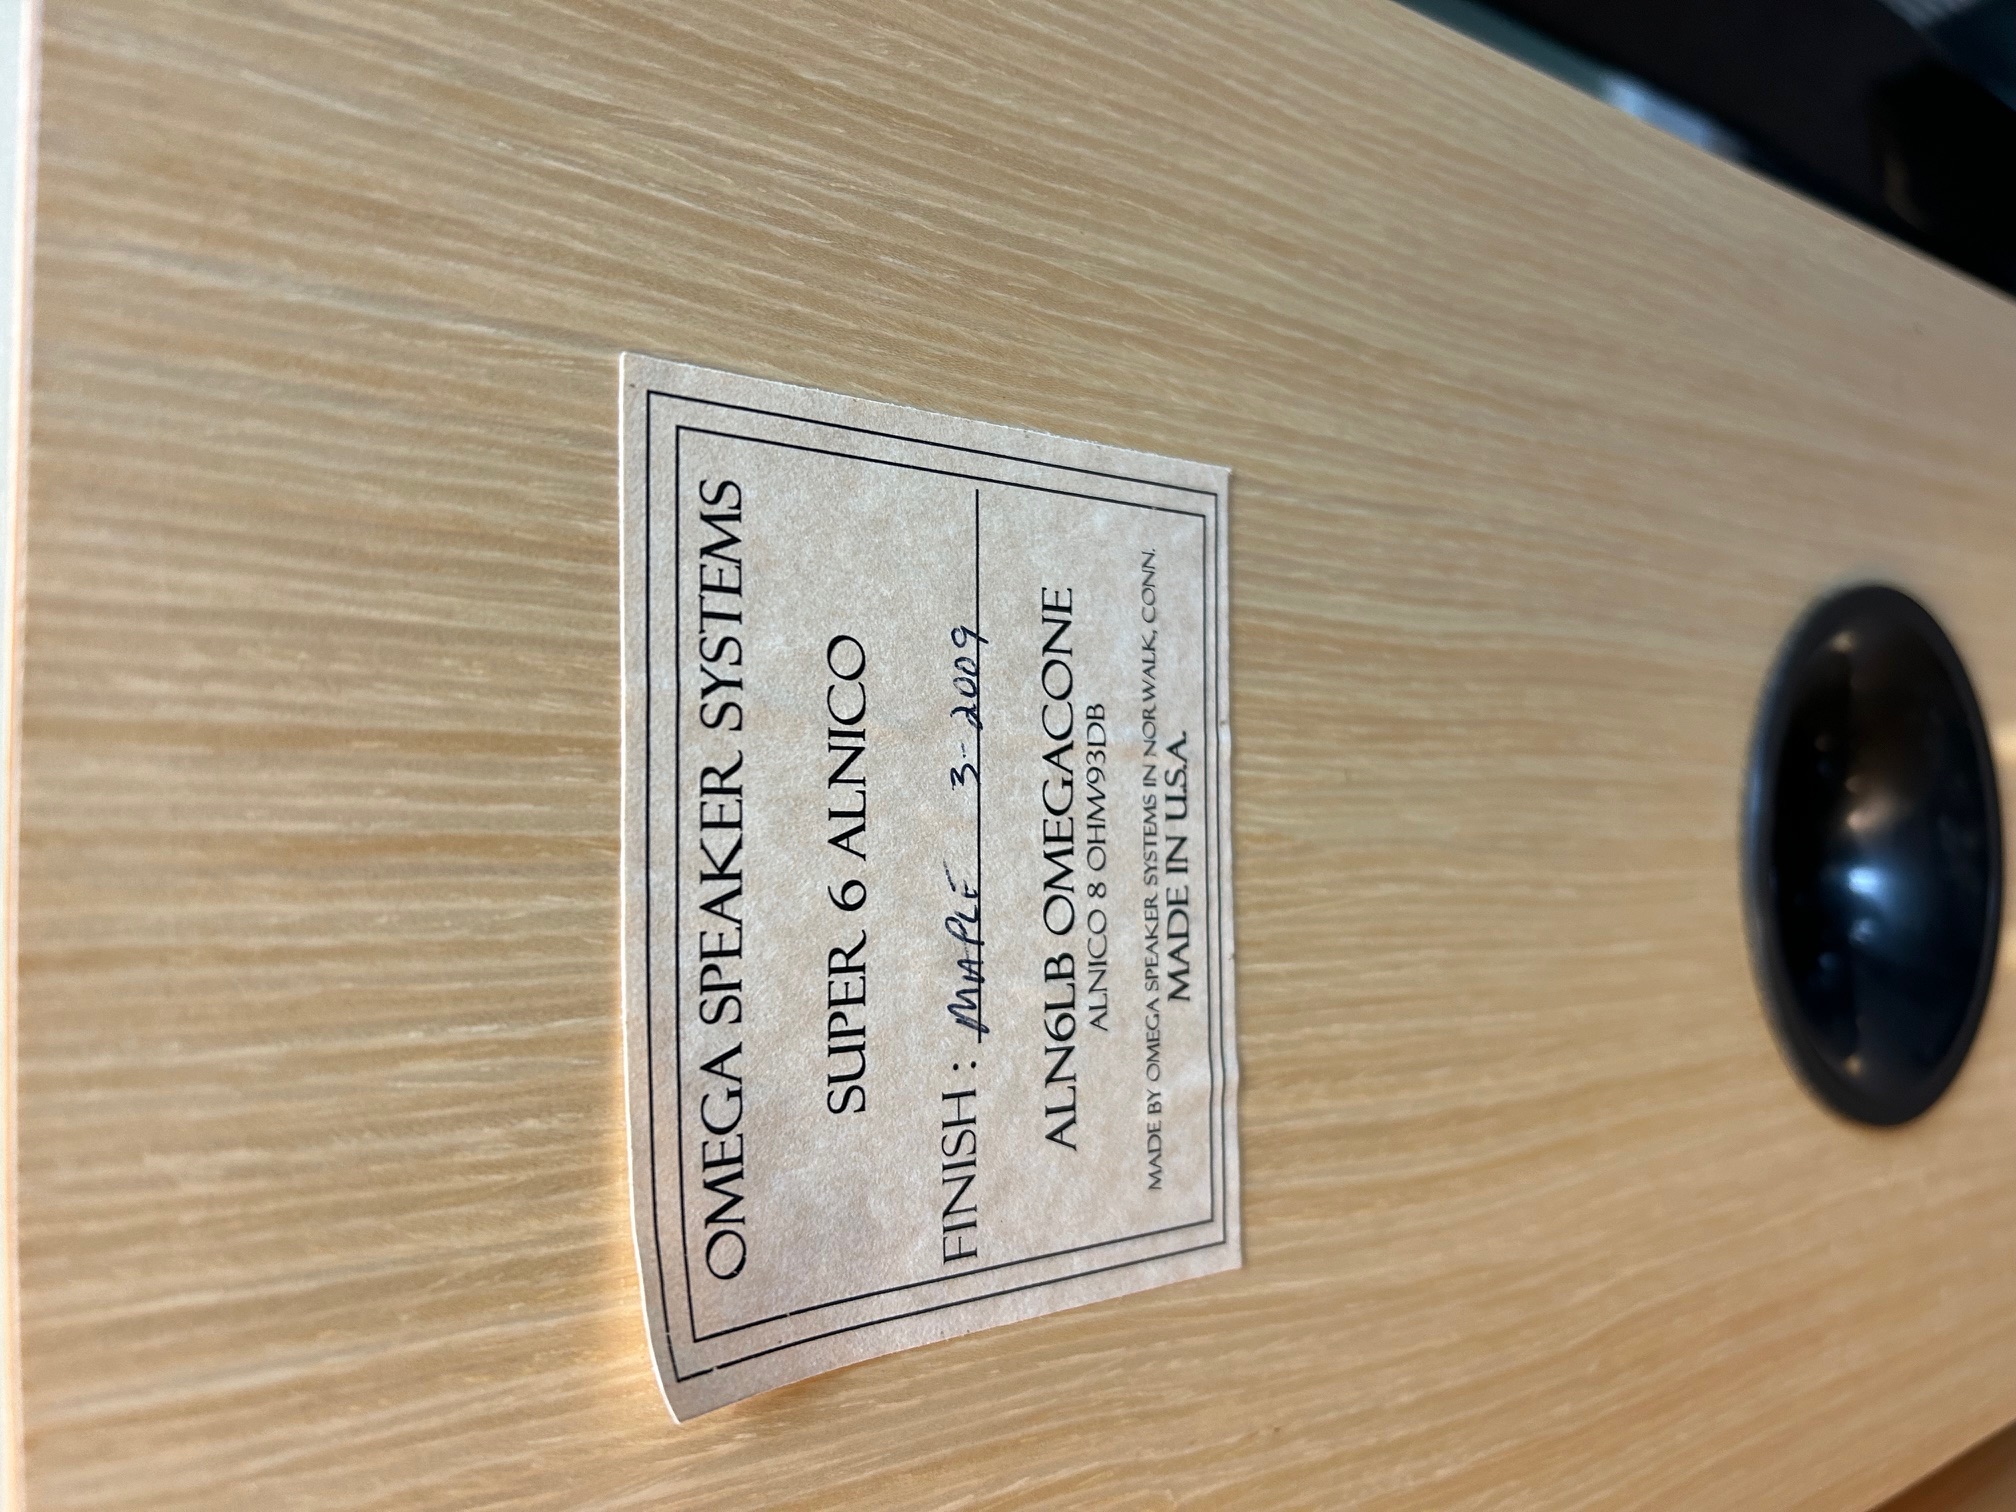 OMEGA SPEAKER SYSTEMS
SUPER 6 ALNICO
FINISH : MAPLE 3-2009
ALN6LB OMEGACONE
ALNICO 8 OHM/93DB
MADE BY OMEGA SPEAKER SYSTEMS IN NORWALK, CONN.
MADE IN U.S.A.